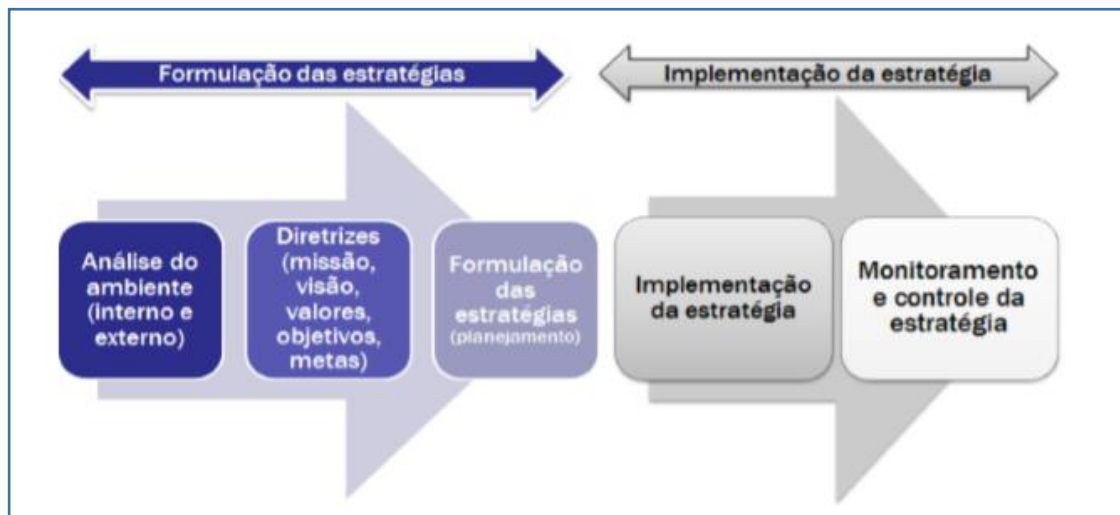 Formulação das estratégias
Implementação da estratégia
Análise do
ambiente
(interno e
externo)
Diretrizes
(missão,
visão,
valores,
objetivos,
metas)
Formulação
das
estratégias
(planejamento)
Implementação
da estratégia
Monitoramento
e controle da
estratégia